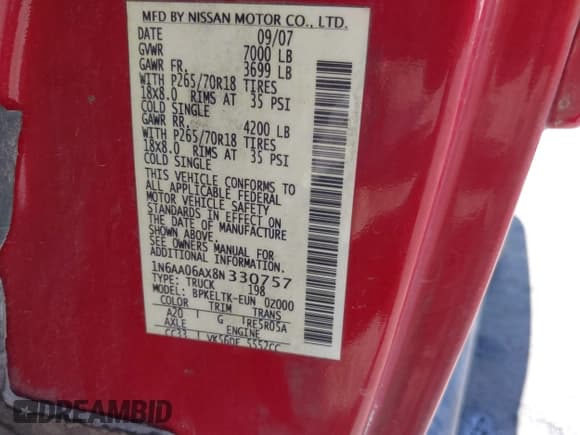 MFD BY NISSAN MOTOR CO., LTD.
DATE 09/07
GVWR 7000 LB
GAWR FR. 3699 LB
WITH P265/70R18 TIRES
18x8.0 RIMS AT 35 PSI
COLD SINGLE
GAWR RR. 4200 LB
WITH P265/70R18 TIRES
18x8.0 RIMS AT 35 PSI
COLD SINGLE
THIS VEHICLE CONFORMS TO
ALL APPLICABLE FEDERAL
MOTOR VEHICLE SAFETY
STANDARDS IN EFFECT ON
THE DATE OF MANUFACTURE
SHOWN ABOVE.
SEE OWNERS MANUAL FOR
ADDITIONAL INFORMATION
1N6AA06AX8N330757
TYPE: TRUCK 198
MODEL: BPKELTK-EUN 02000
COLOR TRIM TRANS
A20 G RE5R05A
AXLE ENGINE
CC33 VK56DE 5552CC
DREAMBID